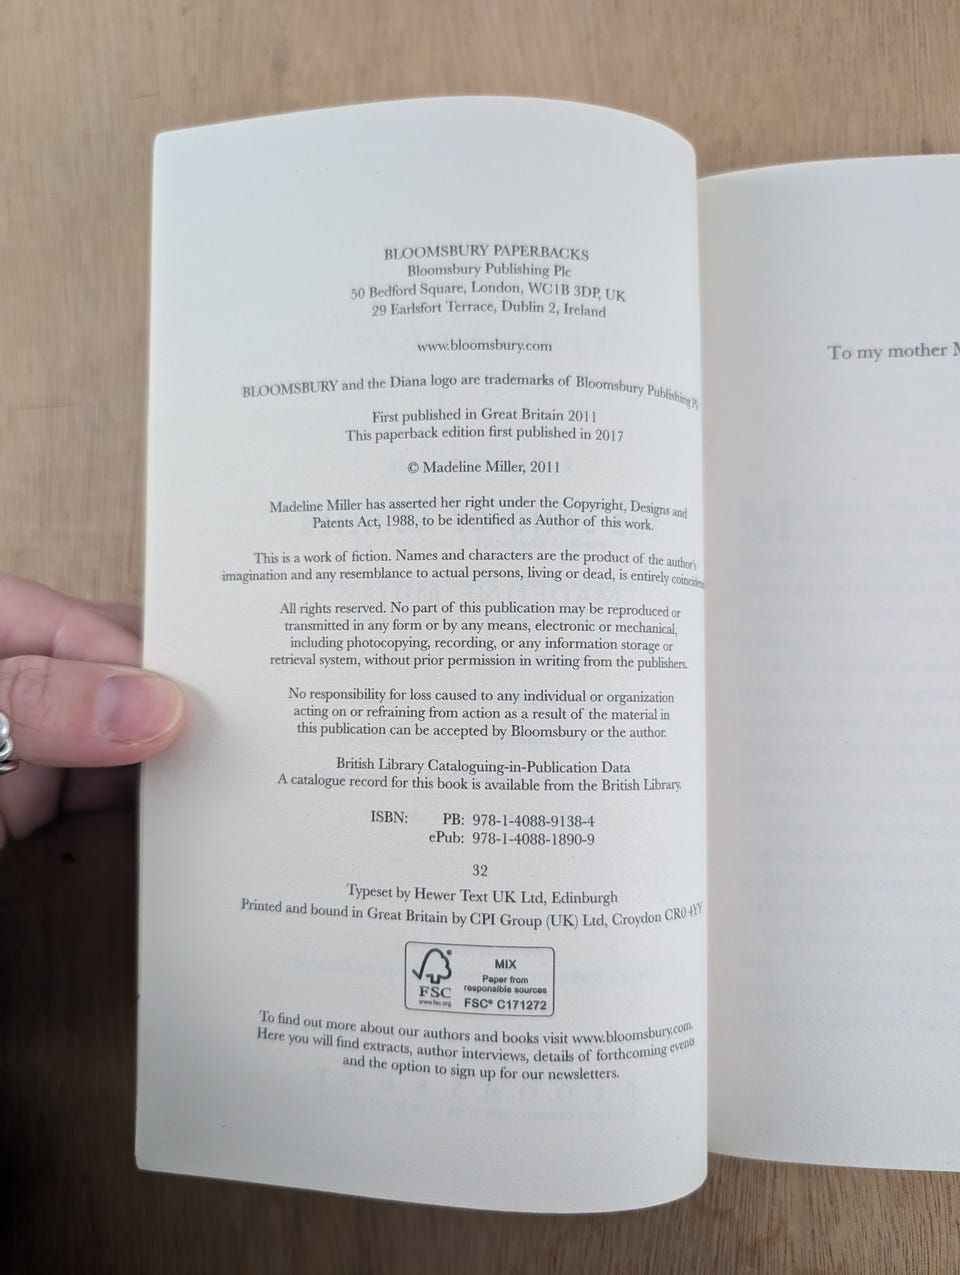 BLOOMSBURY PAPERBACKS
Bloomsbury Publishing Plc
50 Bedford Square, London, WC1B 3DP, UK
29 Earlsfort Terrace, Dublin 2, Ireland
www.bloomsbury.com
BLOOMSBURY and the Diana logo are trademarks of Bloomsbury Publishing
First published in Great Britain 2011
This paperback edition first published in 2017
© Madeline Miller, 2011
Madeline Miller has asserted her right under the Copyright, Designs and
Patents Act, 1988, to be identified as Author of this work.
This is a work of fiction. Names and characters are the product of the author's
imagination and any resemblance to actual persons, living or dead, is entirely
All rights reserved. No part of this publication may be reproduced or
transmitted in any form or by any means, electronic or mechanical,
including photocopying, recording, or any information storage or
retrieval system, without prior permission in writing from the publishers.
No responsibility for loss caused to any individual or organization
acting on or refraining from action as a result of the material in
this publication can be accepted by Bloomsbury or the author.
British Library Cataloguing-in-Publication Data
A catalogue record for this book is available from the British Library.
ISBN: PB: 978-1-4088-9138-4
ePub: 978-1-4088-1890-9
32
Typeset by Hewer Text UK Ltd, Edinburgh
Printed and bound in Great Britain by CPI Group (UK) Ltd, Croydon CR0 4YY
FSC
www.fsc.org
MIX
Paper from
responsible sources
FSC® C171272
To find out more about our authors and books visit www.bloomsbury.com.
Here you will find extracts, author interviews, details of forthcoming events
and the option to sign up for our newsletters.
To my mother M